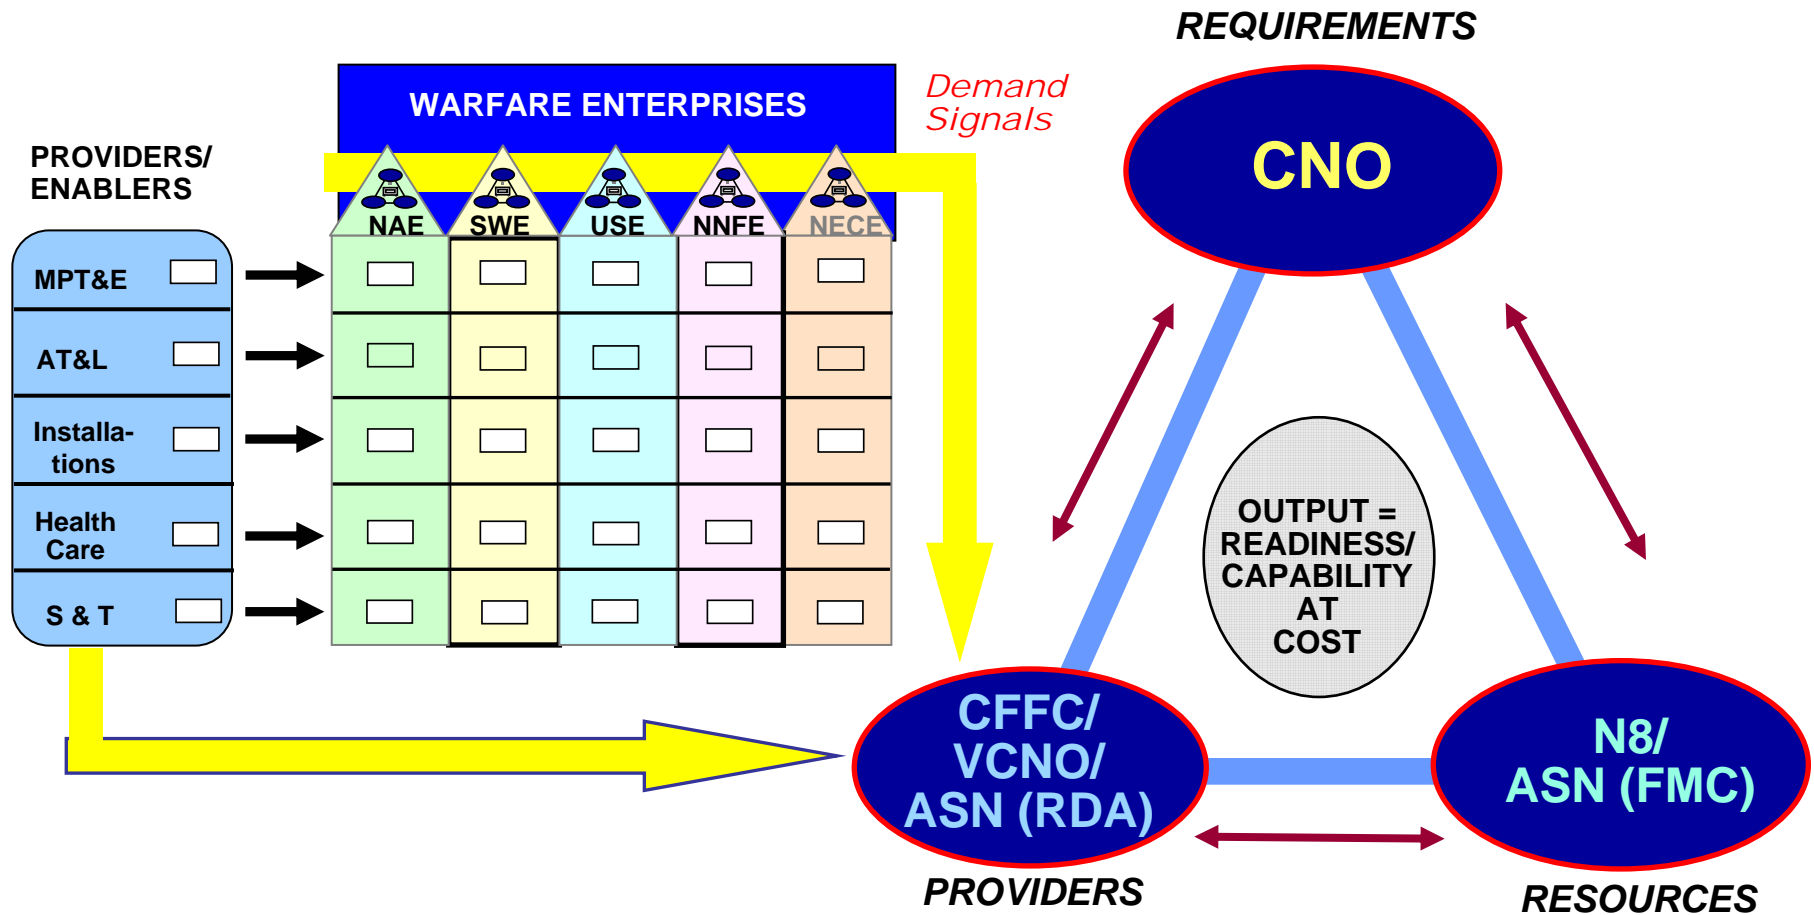 REQUIREMENTS
WARFARE ENTERPRISES
Demand
Signals
CNO
PROVIDERS/
ENABLERS
NAE
SWE
USE
NNFE
NECE
MPT&E
AT&L
Installa-
tions
Health
Care
S & T
OUTPUT =
READINESS/
CAPABILITY
AT
COST
CFFC/
VCNO/
ASN (RDA)
N8/
ASN (FMC)
PROVIDERS
RESOURCES